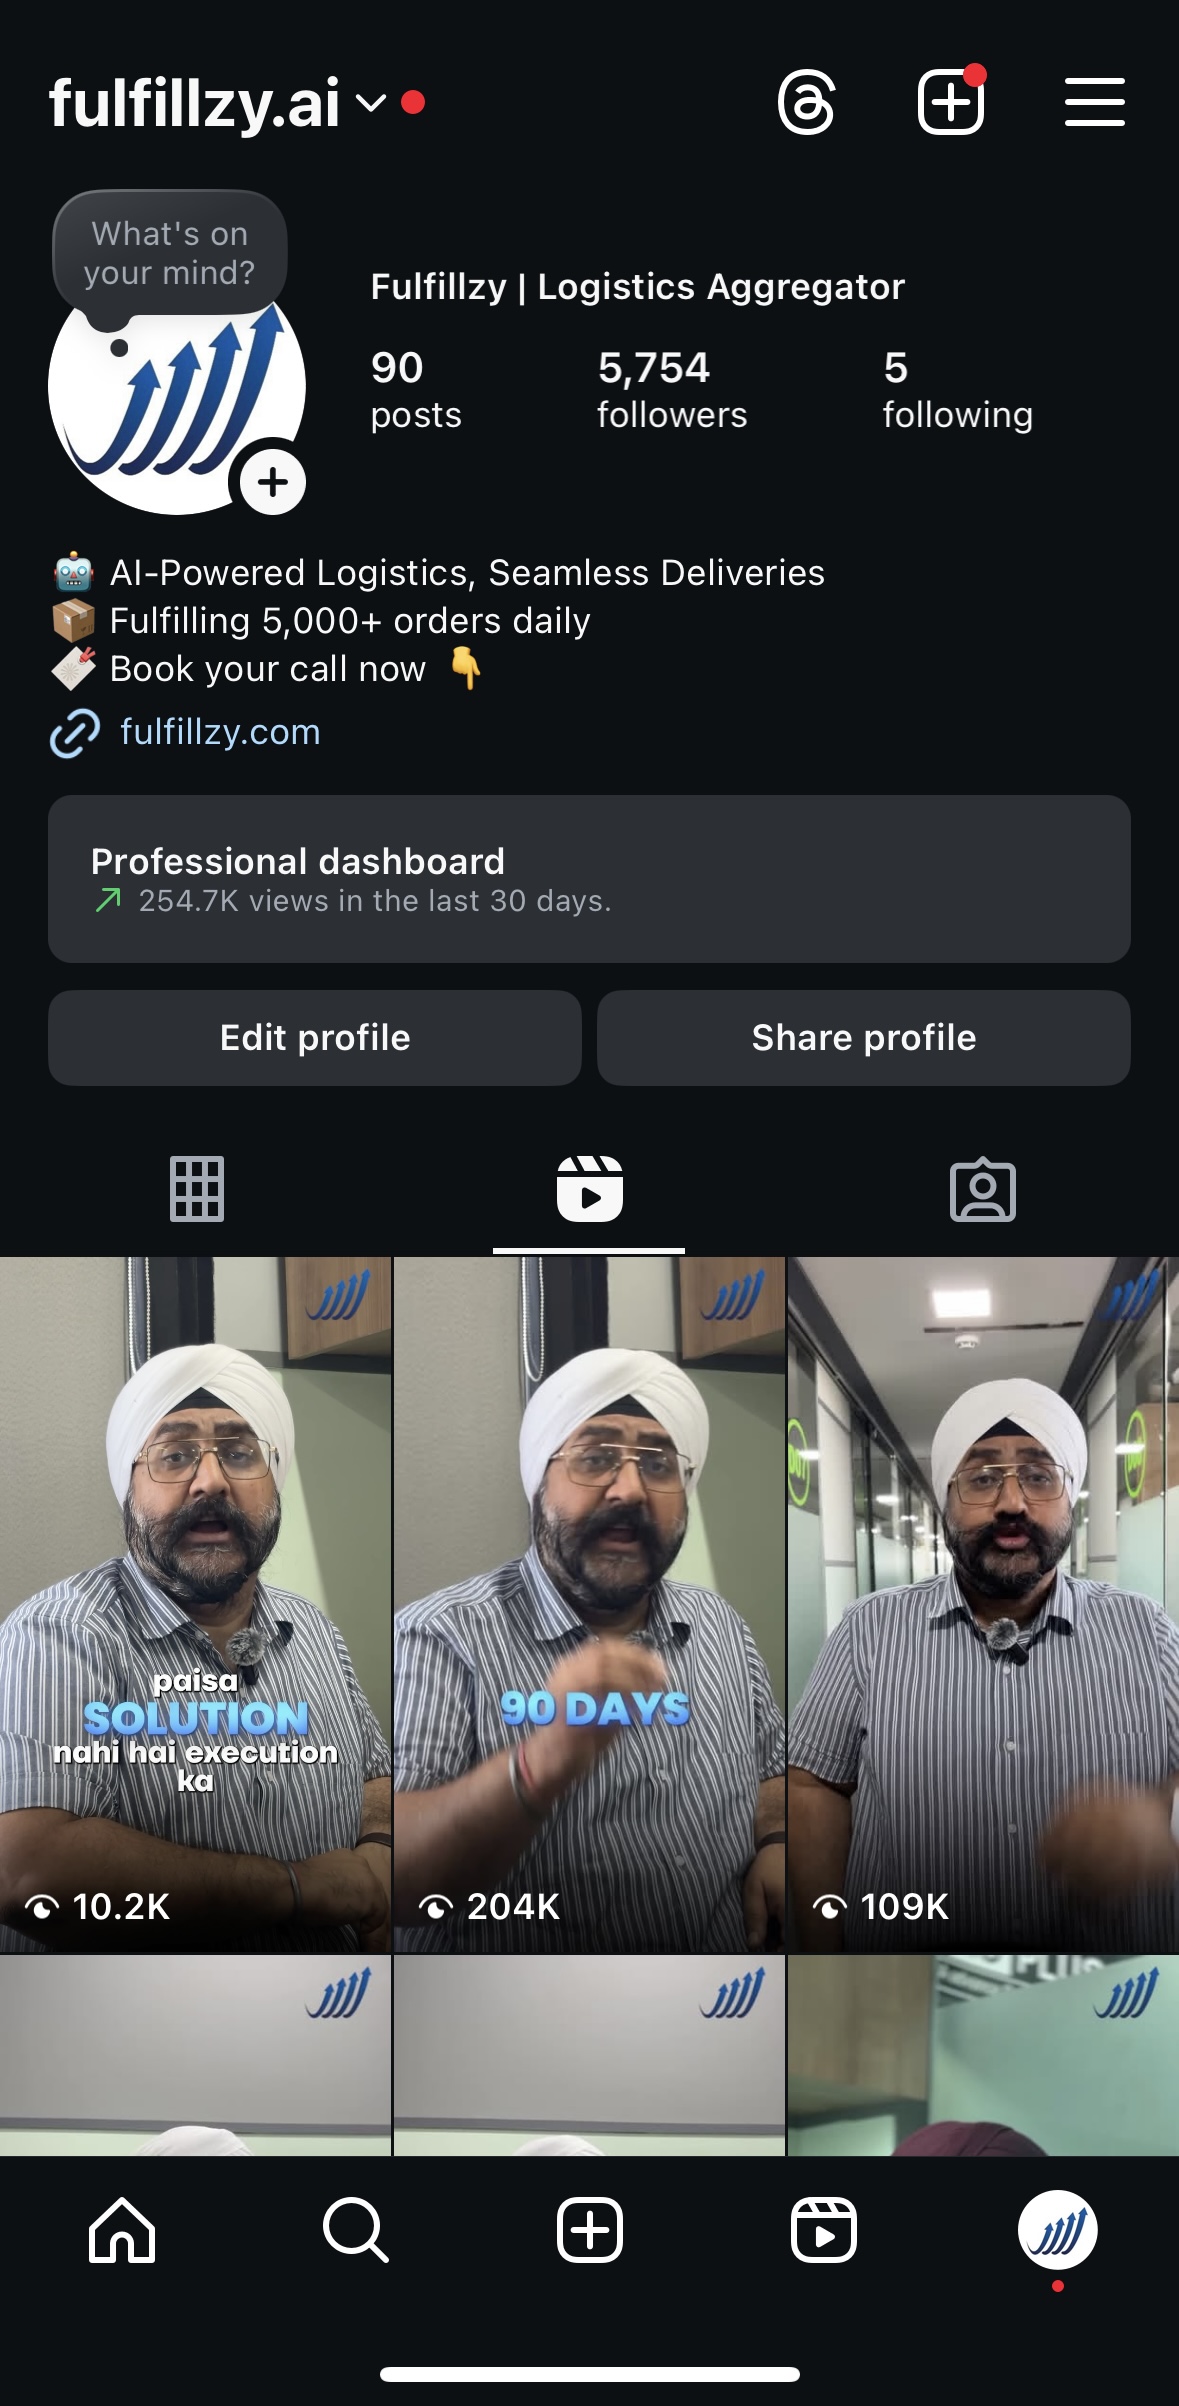 fulfillzy.ai
What's on
your mind?
Fulfillzy | Logistics Aggregator
90
posts
5,754
followers
5
following
🤖 AI-Powered Logistics, Seamless Deliveries
📦 Fulfilling 5,000+ orders daily
Book your call now 👇
fulfillzy.com
Professional dashboard
254.7K views in the last 30 days.
Edit profile
Share profile
paisa
SOLUTION
nahi hai execution
ka
90 DAYS
10.2K
204K
109K